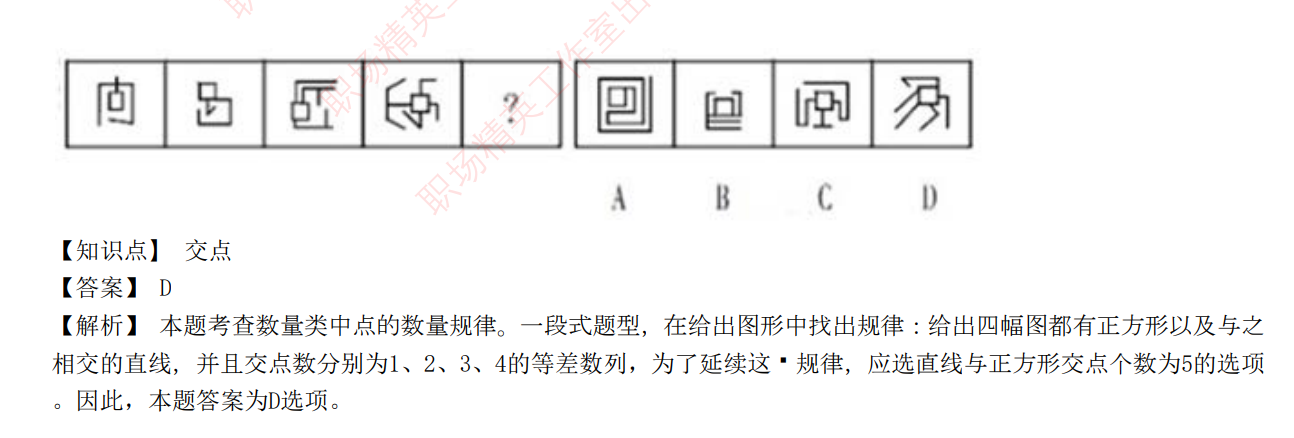 职场精英工作室出
职场精英工
职场精英工作室出
?
A B C D
【知识点】 交点
【答案】 D
【解析】 本题考查数量类中点的数量规律。一段式题型，在给出图形中找出规律：给出四幅图都有正方形以及与之
相交的直线，并且交点数分别为1、2、3、4的等差数列，为了延续这▪规律，应选直线与正方形交点个数为5的选项
。因此，本题答案为D选项。